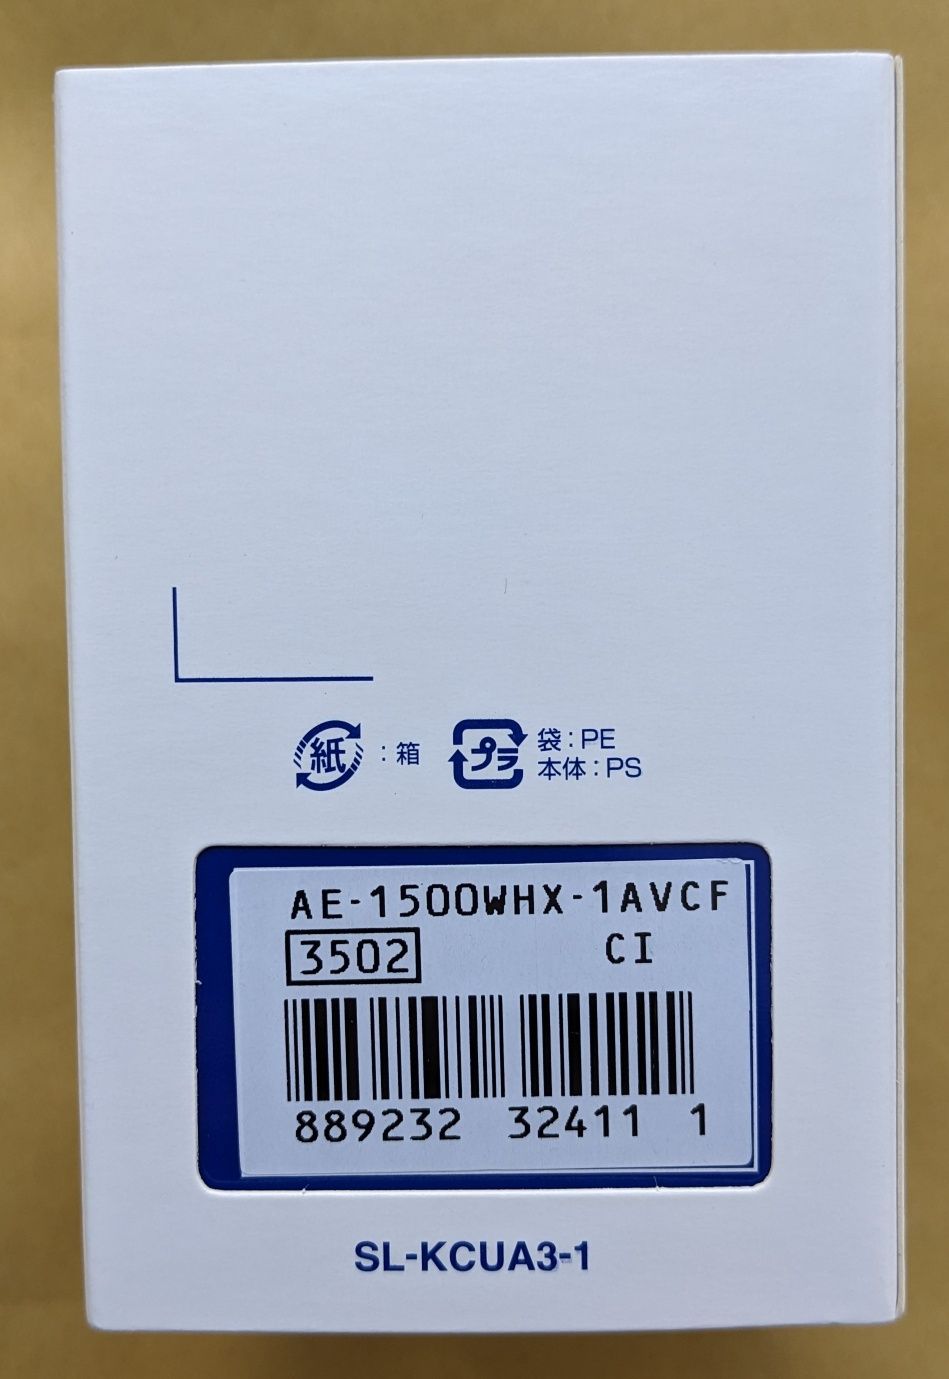 紙 : 箱
プラ 袋 : PE
本体 : PS
AE-1500WHX-1AVCF
3502 CI
889232 32411 1
SL-KCUA3-1